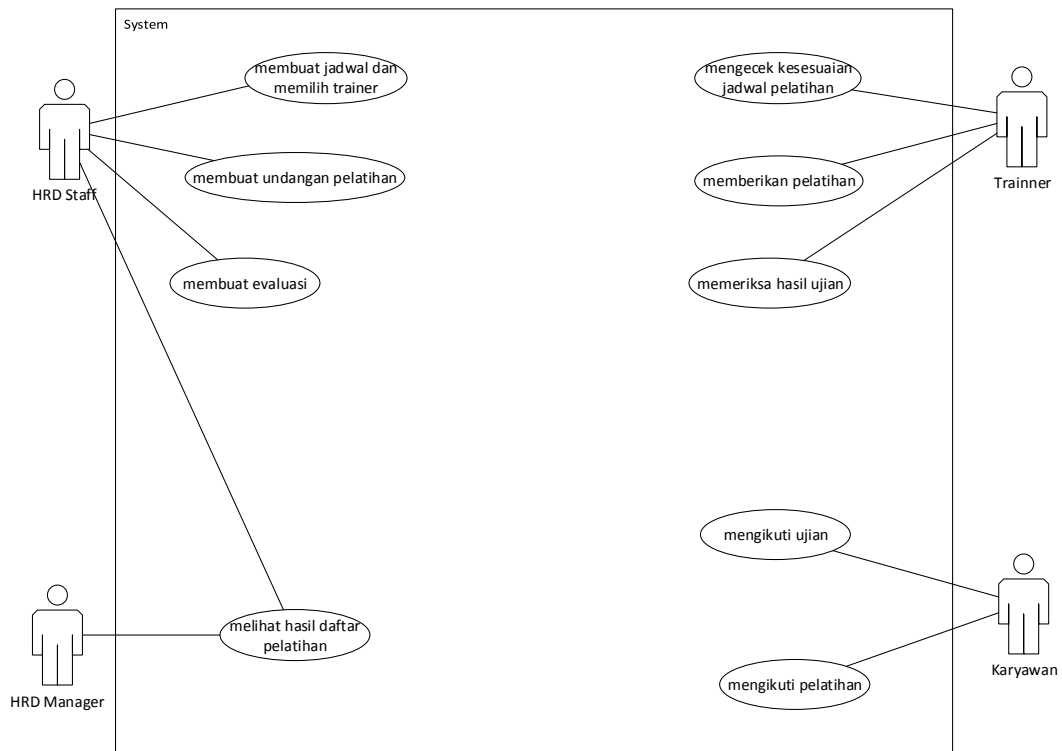 System
membuat jadwal dan
memilih trainer
mengecek kesesuaian
jadwal pelatihan
HRD Staff
membuat undangan pelatihan
memberikan pelatihan
Trainner
membuat evaluasi
memeriksa hasil ujian
mengikuti ujian
HRD Manager
melihat hasil daftar
pelatihan
Karyawan
mengikuti pelatihan